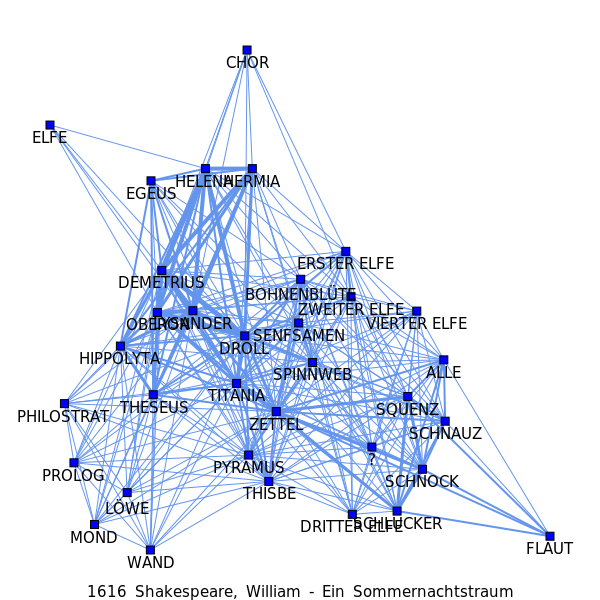 CHOR
ELFE
HELENA
HERMIA
EGEUS
ERSTER ELFE
DEMETRIUS
BOHNENBLÜTE
ZWEITER ELFE
OBERON
LYSANDER
VIERTER ELFE
SENFSAMEN
DROLL
HIPPOLYTA
SPINNWEB
ALLE
TITANIA
THESEUS
SQUENZ
PHILOSTRAT
ZETTEL
SCHNAUZ
?
PYRAMUS
PROLOG
SCHNOCK
THISBE
LÖWE
DRITTER ELFE
SCHLUCKER
MOND
FLAUT
WAND
1616 Shakespeare, William - Ein Sommernachtstraum